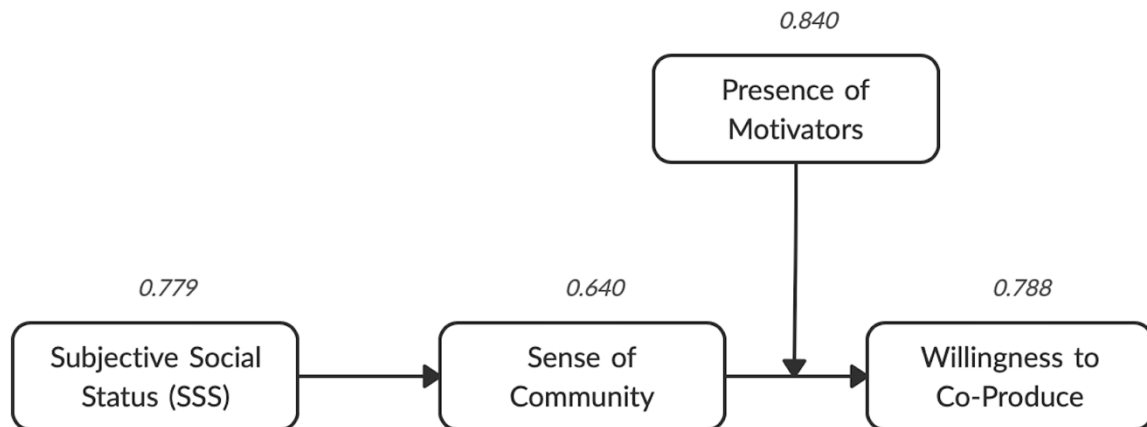 0.840
Presence of
Motivators
0.779
Subjective Social
Status (SSS)
0.640
Sense of
Community
0.788
Willingness to
Co-Produce